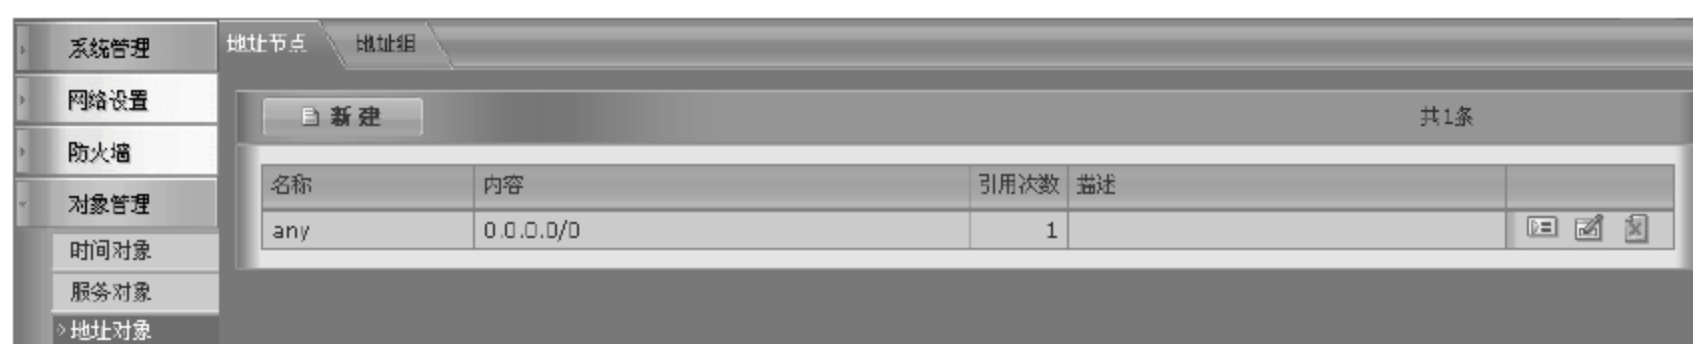 系统管理
网络设置
防火墙
对象管理
时间对象
服务对象
地址对象
地址节点 地址组
新建 共1条
名称 内容 引用次数 描述
any 0.0.0.0/0 1